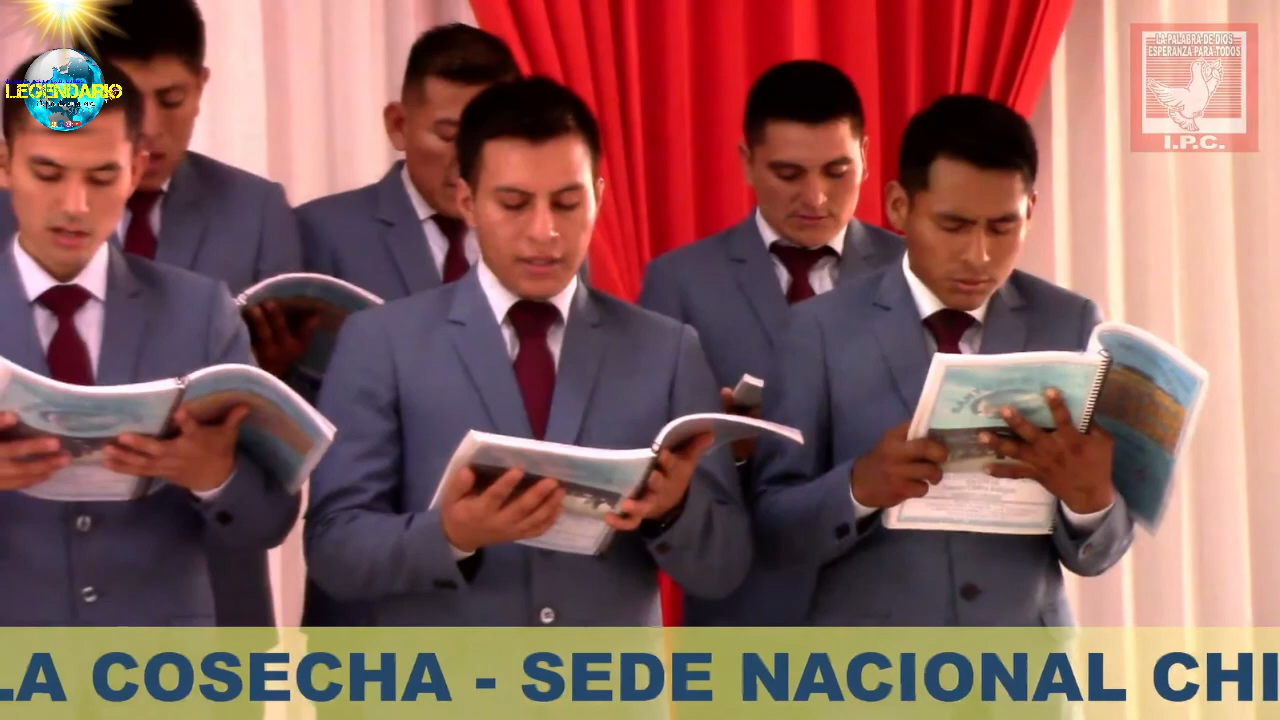 LEGENDARIO
LA PALABRA DE DIOS
ESPERANZA PARA TODOS
I.P.C.
LA COSECHA - SEDE NACIONAL CHI